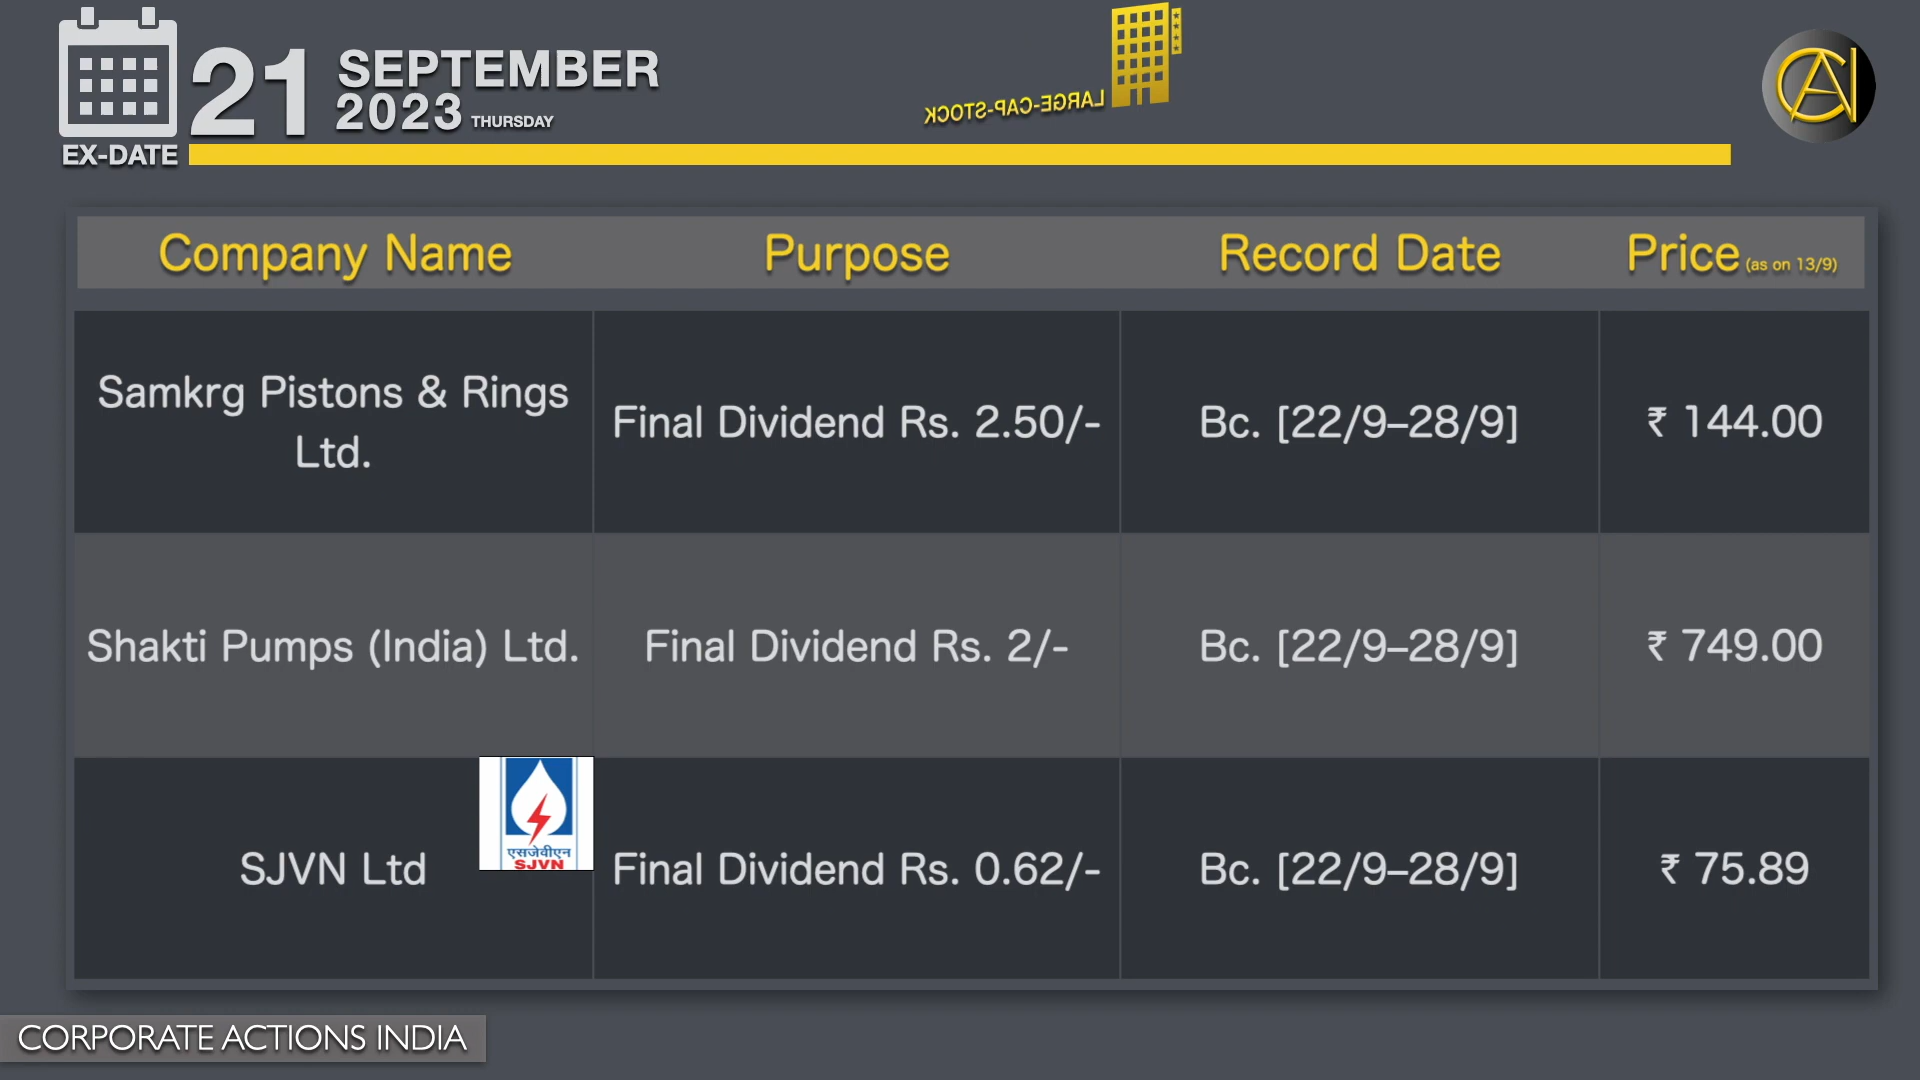 21 SEPTEMBER
2023 THURSDAY
EX-DATE
LARGE-CAP-STOCK
CAI
Company Name Purpose Record Date Price (as on 13/9)
Samkrg Pistons & Rings
Ltd.
Final Dividend Rs. 2.50/- Bc. [22/9–28/9] ₹ 144.00
Shakti Pumps (India) Ltd. Final Dividend Rs. 2/- Bc. [22/9–28/9] ₹ 749.00
एसजेवीएन
SJVN
SJVN Ltd Final Dividend Rs. 0.62/- Bc. [22/9–28/9] ₹ 75.89
CORPORATE ACTIONS INDIA